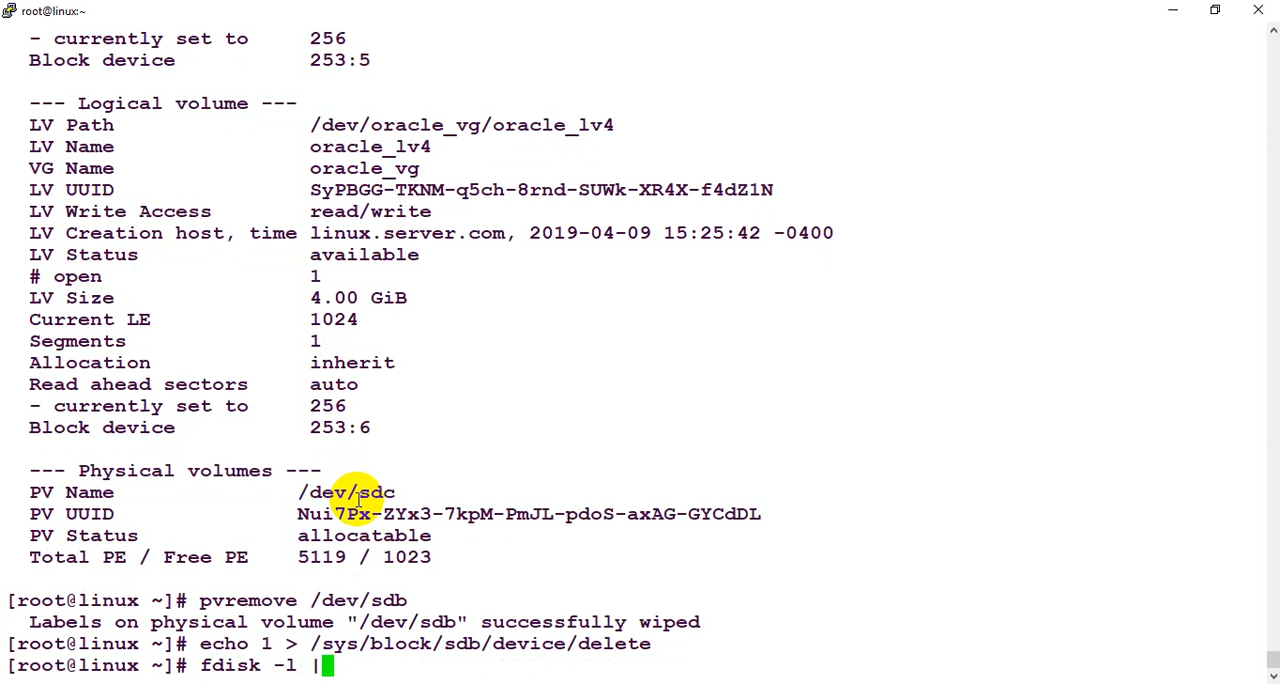 root@linux:~
- currently set to 256
Block device 253:5
--- Logical volume ---
LV Path /dev/oracle_vg/oracle_lv4
LV Name oracle_lv4
VG Name oracle_vg
LV UUID SyPBGG-TKNM-q5ch-8rnd-SUWk-XR4X-f4dZ1N
LV Write Access read/write
LV Creation host, time linux.server.com, 2019-04-09 15:25:42 -0400
LV Status available
# open 1
LV Size 4.00 GiB
Current LE 1024
Segments 1
Allocation inherit
Read ahead sectors auto
- currently set to 256
Block device 253:6
--- Physical volumes ---
PV Name /dev/sdc
PV UUID Nui7Px-ZYx3-7kpM-PmJL-pdoS-axAG-GYCdDL
PV Status allocatable
Total PE / Free PE 5119 / 1023
[root@linux ~]# pvremove /dev/sdb
Labels on physical volume "/dev/sdb" successfully wiped
[root@linux ~]# echo 1 > /sys/block/sdb/device/delete
[root@linux ~]# fdisk -l |